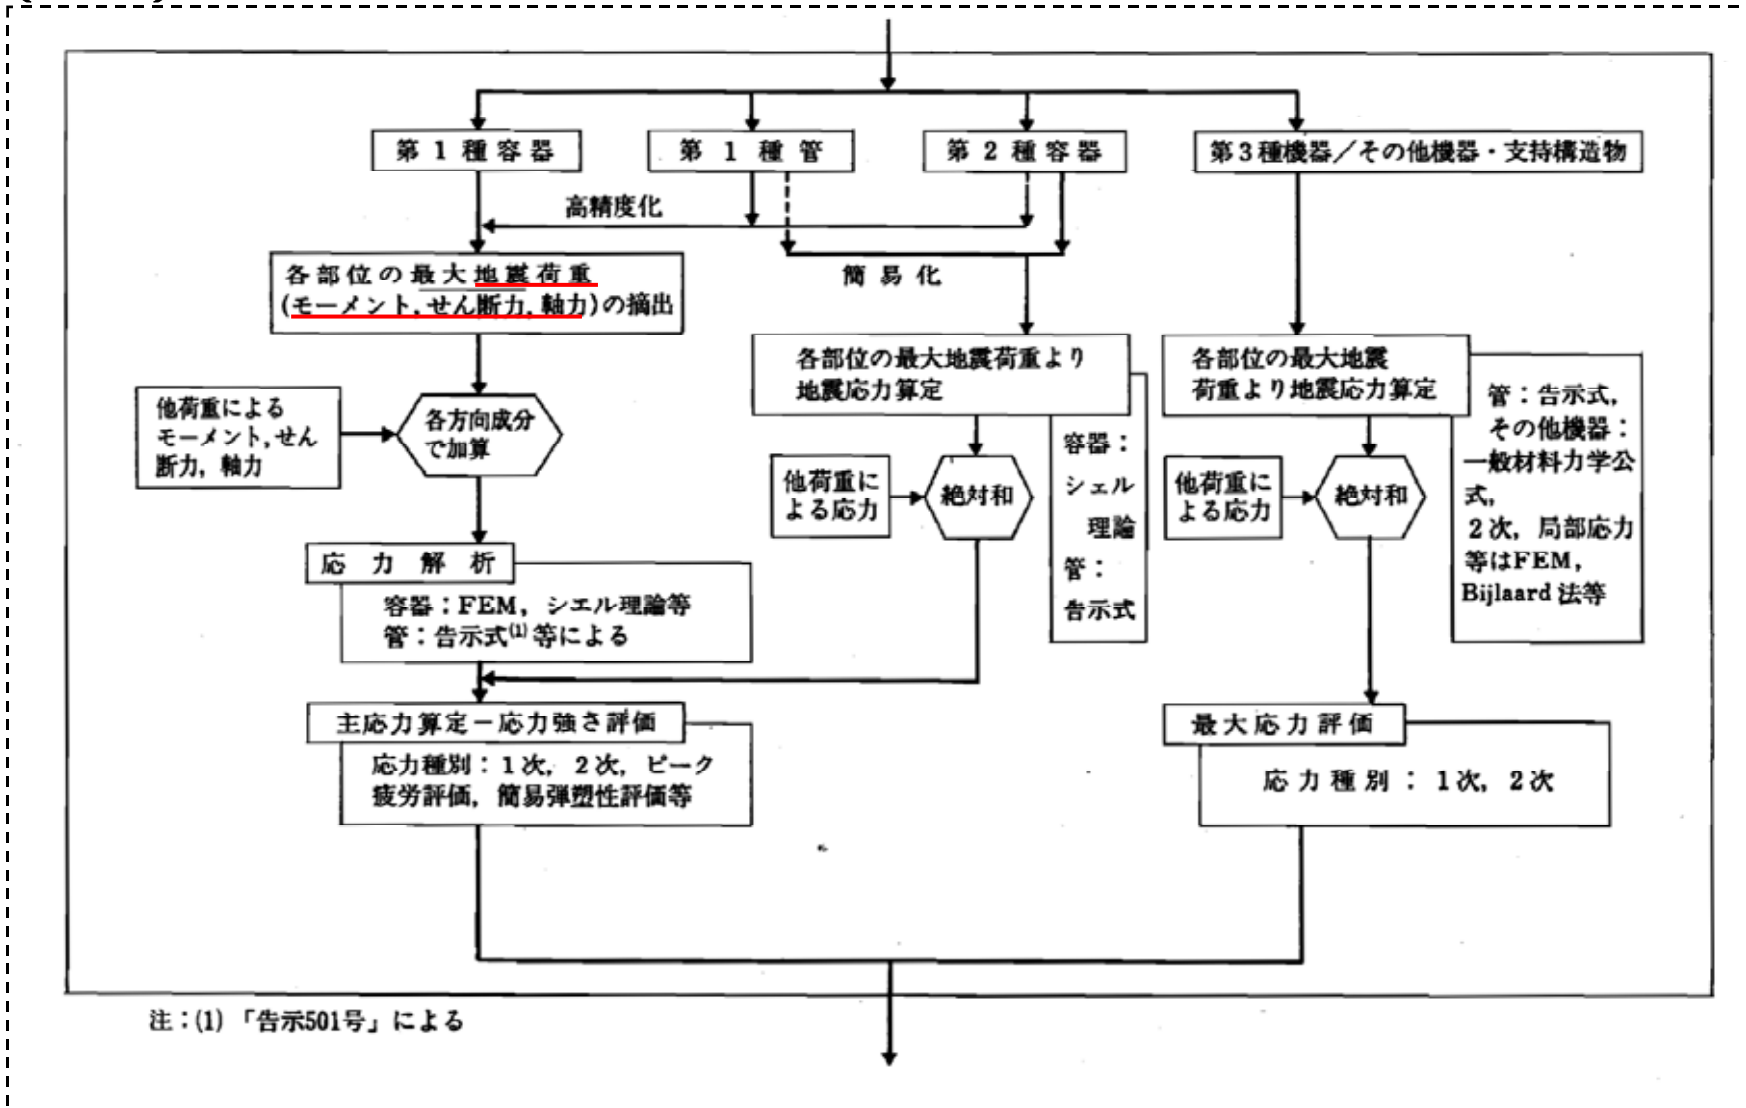 第1種容器
第1種管
第2種容器
第3種機器／その他機器・支持構造物
高精度化
簡易化
各部位の最大地震荷重
(モーメント,せん断力,軸力)の摘出
他荷重による
モーメント,せん
断力,軸力
各方向成分
で加算
応力解析
容器：FEM，シエル理論等
管：告示式(1)等による
各部位の最大地震荷重より
地震応力算定
容器：
シェル
理論
管：
告示式
他荷重に
よる応力
絶対和
各部位の最大地震
荷重より地震応力算定
管：告示式，
その他機器：
一般材料力学公
式，
2次，局部応力
等はFEM，
Bijlaard法等
他荷重に
よる応力
絶対和
主応力算定－応力強さ評価
応力種別：1次，2次，ピーク
疲労評価，簡易弾塑性評価等
最大応力評価
応力種別：1次，2次
注：(1)「告示501号」による